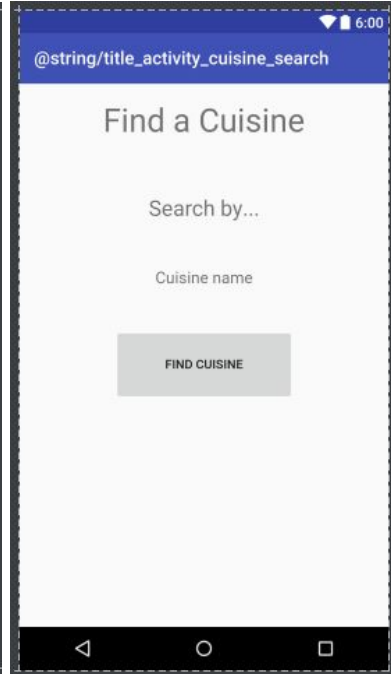 6:00
@string/title_activity_cuisine_search
Find a Cuisine
Search by...
Cuisine name
FIND CUISINE